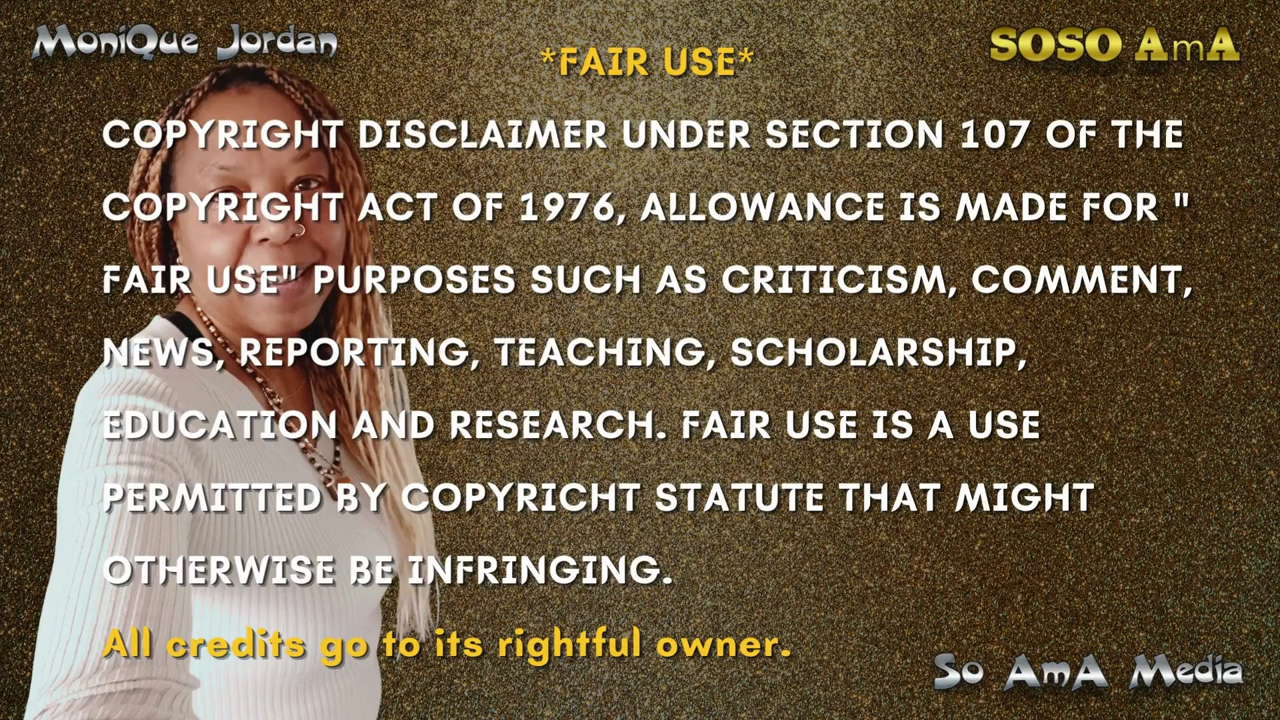 MoniQue Jordan
*FAIR USE*
SOSO AmA
COPYRIGHT DISCLAIMER UNDER SECTION 107 OF THE
COPYRIGHT ACT OF 1976, ALLOWANCE IS MADE FOR "
FAIR USE" PURPOSES SUCH AS CRITICISM, COMMENT,
NEWS, REPORTING, TEACHING, SCHOLARSHIP,
EDUCATION AND RESEARCH. FAIR USE IS A USE
PERMITTED BY COPYRICHT STATUTE THAT MIGHT
OTHERWISE BE INFRINGING.
All credits go to its rightful owner.
So AmA Media